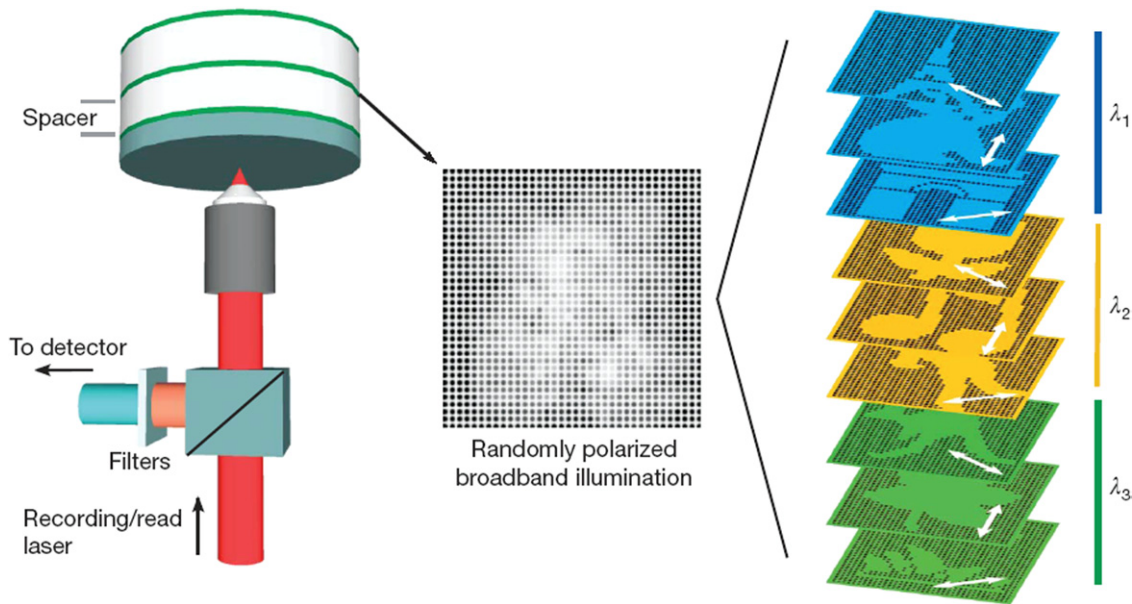 Spacer
To detector
Filters
Recording/read
laser
Randomly polarized
broadband illumination
λ1
λ2
λ3